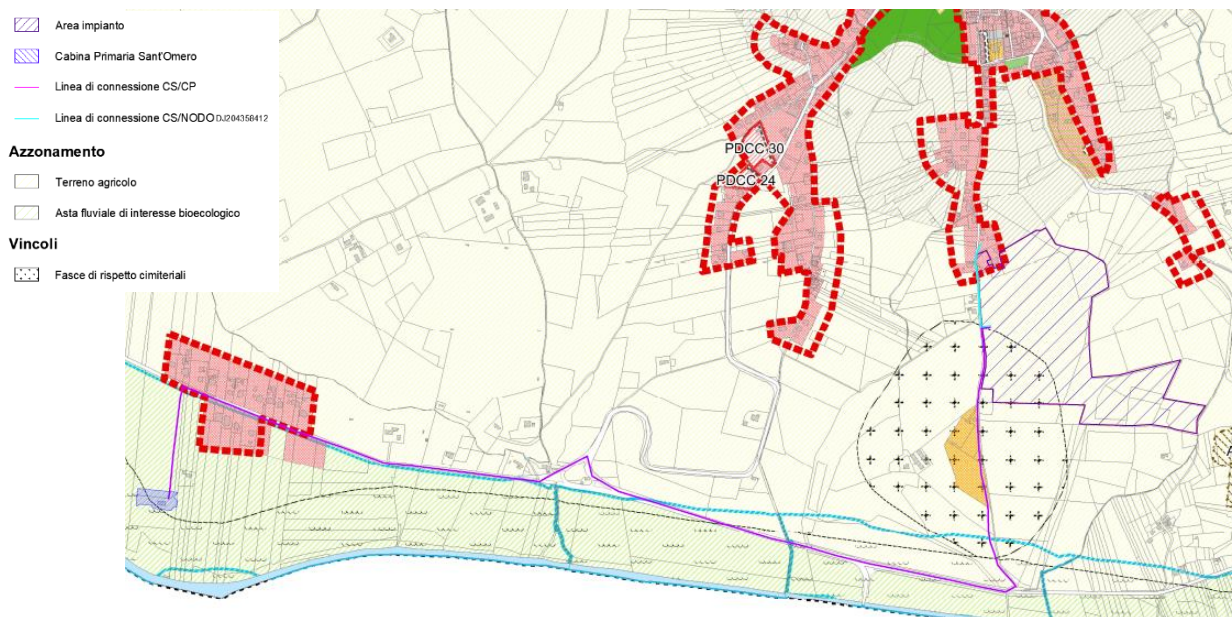 Area impianto
Cabina Primaria Sant'Omero
Linea di connessione CS/CP
Linea di connessione CS/NODO DJ204358412
Azzonamento
Terreno agricolo
Asta fluviale di interesse bioecologico
Vincoli
Fasce di rispetto cimiteriali
PDCC 30
PDCC 24